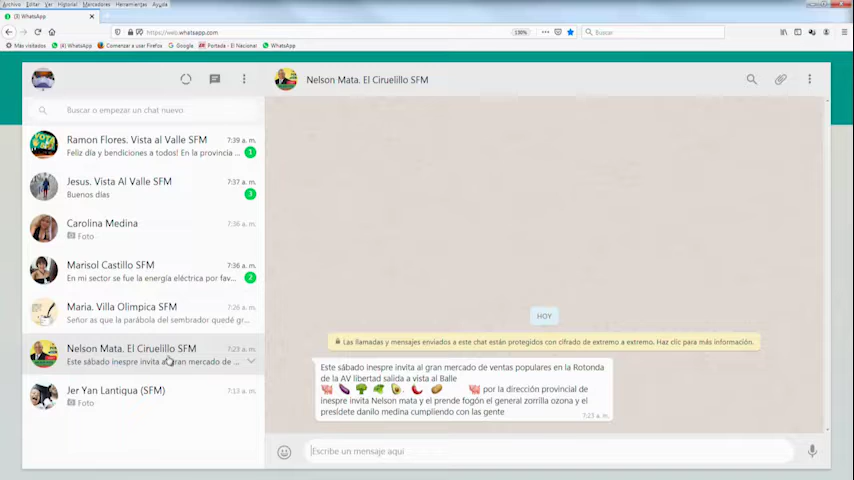 Archivo Editar Ver Historial Marcadores Herramientas Ayuda
(3) WhatsApp
https://web.whatsapp.com
130%
Buscar
Más visitados (4) WhatsApp Comenzar a usar Firefox Google Portada - El Nacional WhatsApp
Nelson Mata. El Ciruelillo SFM
Buscar o empezar un chat nuevo
Ramon Flores. Vista al Valle SFM 7:39 a. m.
Feliz día y bendiciones a todos! En la provincia ... 1
Jesus. Vista Al Valle SFM 7:37 a. m.
Buenos días 3
Carolina Medina 7:36 a. m.
Foto
Marisol Castillo SFM 7:36 a. m.
En mi sector se fue la energía eléctrica por fav... 2
Maria. Villa Olimpica SFM 7:26 a. m.
Señor as que la parábola del sembrador quedé gr...
Nelson Mata. El Ciruelillo SFM 7:23 a. m.
Este sábado inespre invita al gran mercado de ...
Jer Yan Lantiqua (SFM) 7:13 a. m.
Foto
HOY
Las llamadas y mensajes enviados a este chat están protegidos con cifrado de extremo a extremo. Haz clic para más información.
Este sábado inespre invita al gran mercado de ventas populares en la Rotonda
de la AV libertad salida a vista al Balle
🐖 🍆 🥦 🥑 🌶 🥔 🐖 por la dirección provincial de
inespre invita Nelson mata y el prende fogón el general zorrilla ozona y el
presídete danilo medina cumpliendo con las gente
7:23 a. m.
Escribe un mensaje aquí